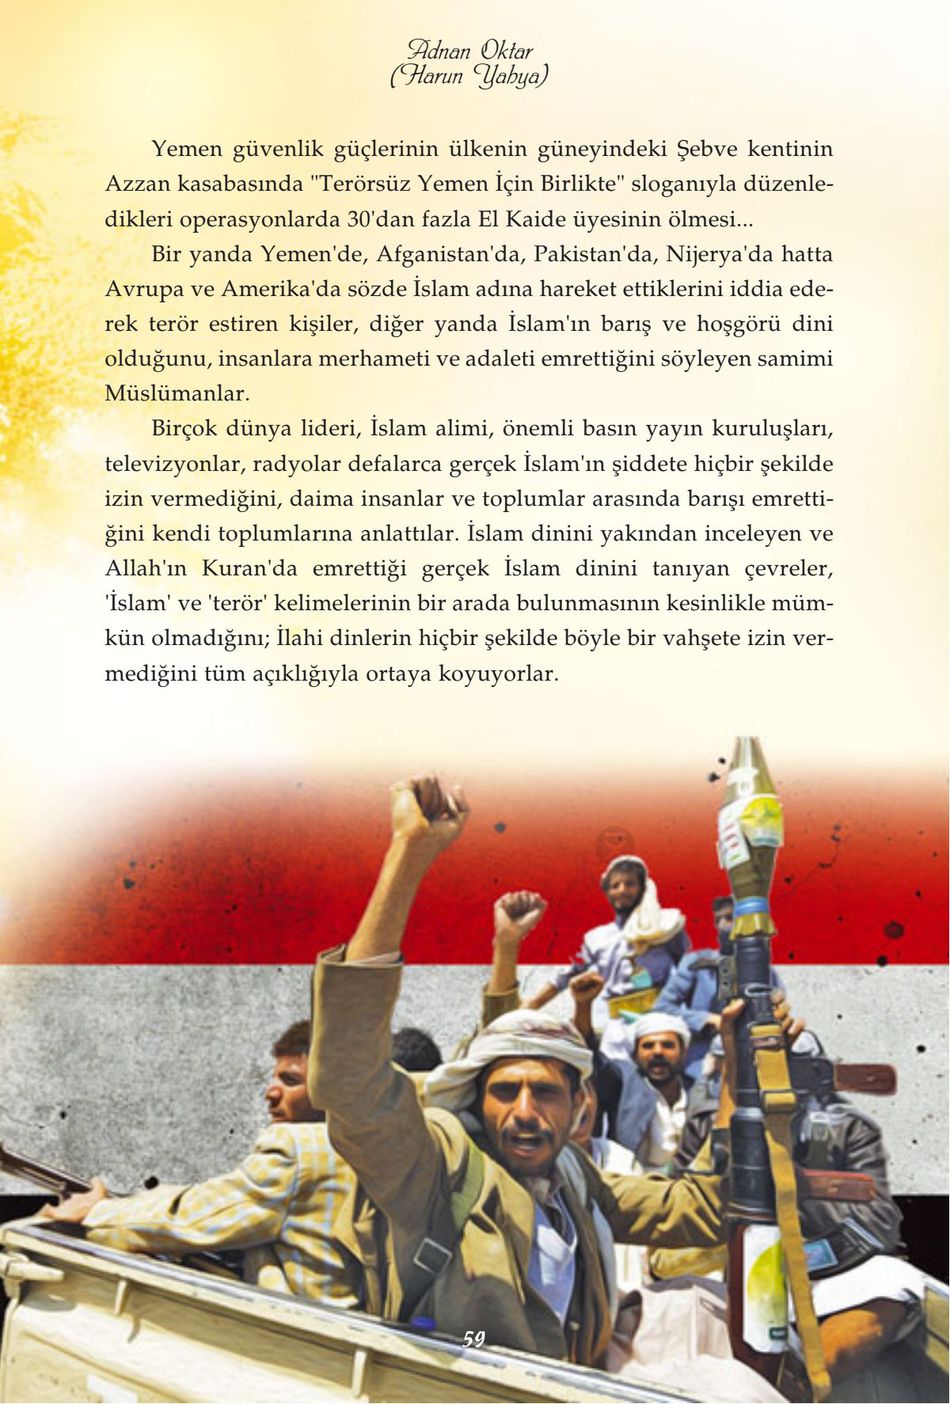 Adnan Oktar
(Harun Yahya)
Yemen güvenlik güçlerinin ülkenin güneyindeki Şebve kentinin
Azzan kasabasında "Terörsüz Yemen İçin Birlikte" sloganıyla düzenle-
dikleri operasyonlarda 30'dan fazla El Kaide üyesinin ölmesi...
Bir yanda Yemen'de, Afganistan'da, Pakistan'da, Nijerya'da hatta
Avrupa ve Amerika'da sözde İslam adına hareket ettiklerini iddia ede-
rek terör estiren kişiler, diğer yanda İslam'ın barış ve hoşgörü dini
olduğunu, insanlara merhameti ve adaleti emrettiğini söyleyen samimi
Müslümanlar.
Birçok dünya lideri, İslam alimi, önemli basın yayın kuruluşları,
televizyonlar, radyolar defalarca gerçek İslam'ın şiddete hiçbir şekilde
izin vermediğini, daima insanlar ve toplumlar arasında barışı emretti-
ğini kendi toplumlarına anlattılar. İslam dinini yakından inceleyen ve
Allah'ın Kuran'da emrettiği gerçek İslam dinini tanıyan çevreler,
'İslam' ve 'terör' kelimelerinin bir arada bulunmasının kesinlikle müm-
kün olmadığını; İlahi dinlerin hiçbir şekilde böyle bir vahşete izin ver-
mediğini tüm açıklığıyla ortaya koyuyorlar.
59